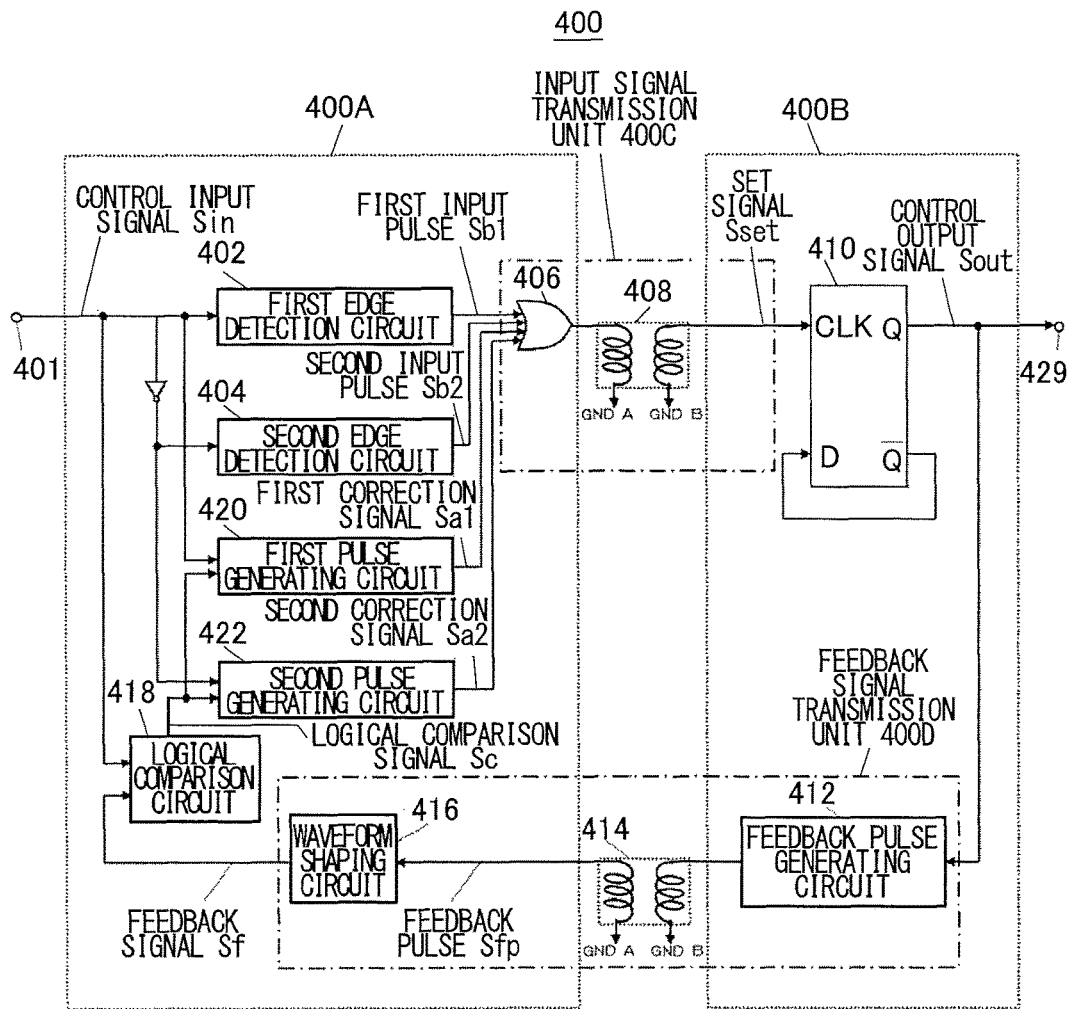 400
INPUT SIGNAL
TRANSMISSION
UNIT 400C
400A
400B
CONTROL INPUT
SIGNAL Sin
FIRST INPUT
PULSE Sb1
SET
SIGNAL
Sset
CONTROL
OUTPUT
SIGNAL Sout
402
FIRST EDGE
DETECTION CIRCUIT
406
408
410
CLK Q
401
429
SECOND INPUT
PULSE Sb2
GND A
GND B
404
SECOND EDGE
DETECTION CIRCUIT
D Q
FIRST CORRECTION
SIGNAL Sa1
420
FIRST PULSE
GENERATING CIRCUIT
SECOND CORRECTION
SIGNAL Sa2
422
SECOND PULSE
GENERATING CIRCUIT
FEEDBACK
SIGNAL
TRANSMISSION
UNIT 400D
418
LOGICAL
COMPARISON
CIRCUIT
LOGICAL COMPARISON
SIGNAL Sc
416
WAVEFORM
SHAPING
CIRCUIT
414
412
FEEDBACK PULSE
GENERATING
CIRCUIT
FEEDBACK
SIGNAL Sf
FEEDBACK
PULSE Sfp
GND A
GND B